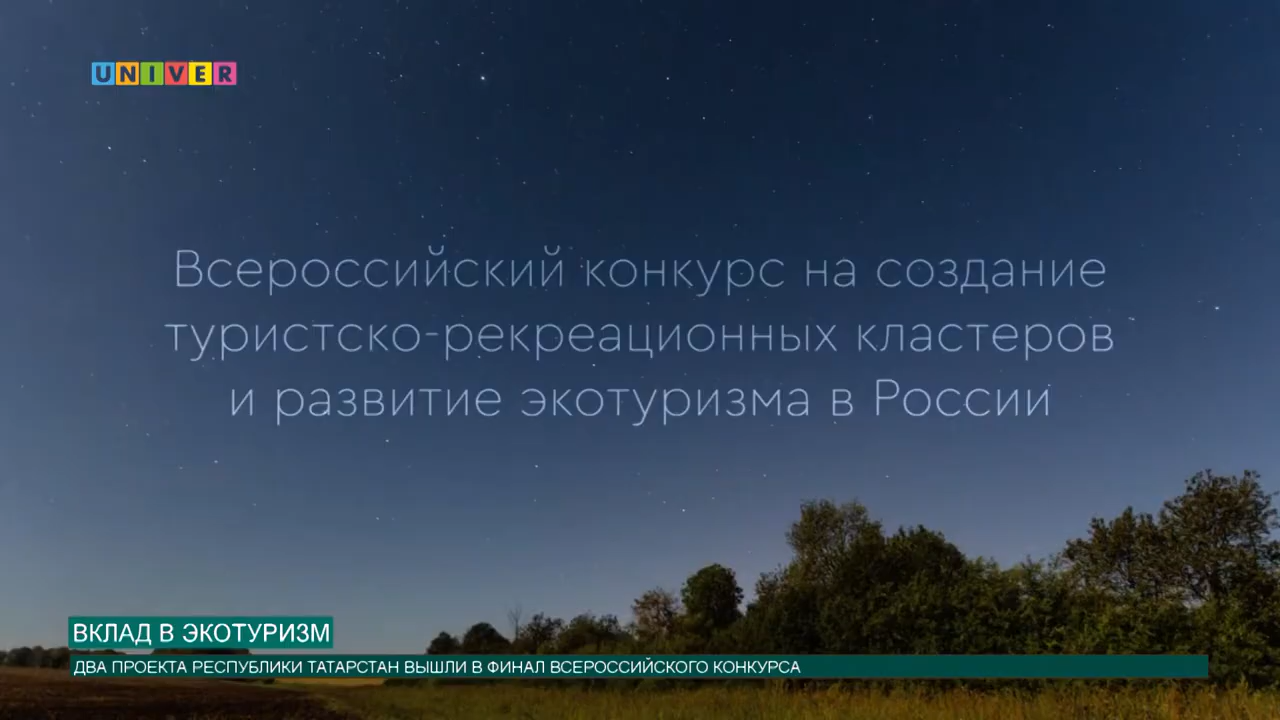 UNIVER
Всероссийский конкурс на создание
туристско-рекреационных кластеров
и развитие экотуризма в России
ВКЛАД В ЭКОТУРИЗМ
ДВА ПРОЕКТА РЕСПУБЛИКИ ТАТАРСТАН ВЫШЛИ В ФИНАЛ ВСЕРОССИЙСКОГО КОНКУРСА